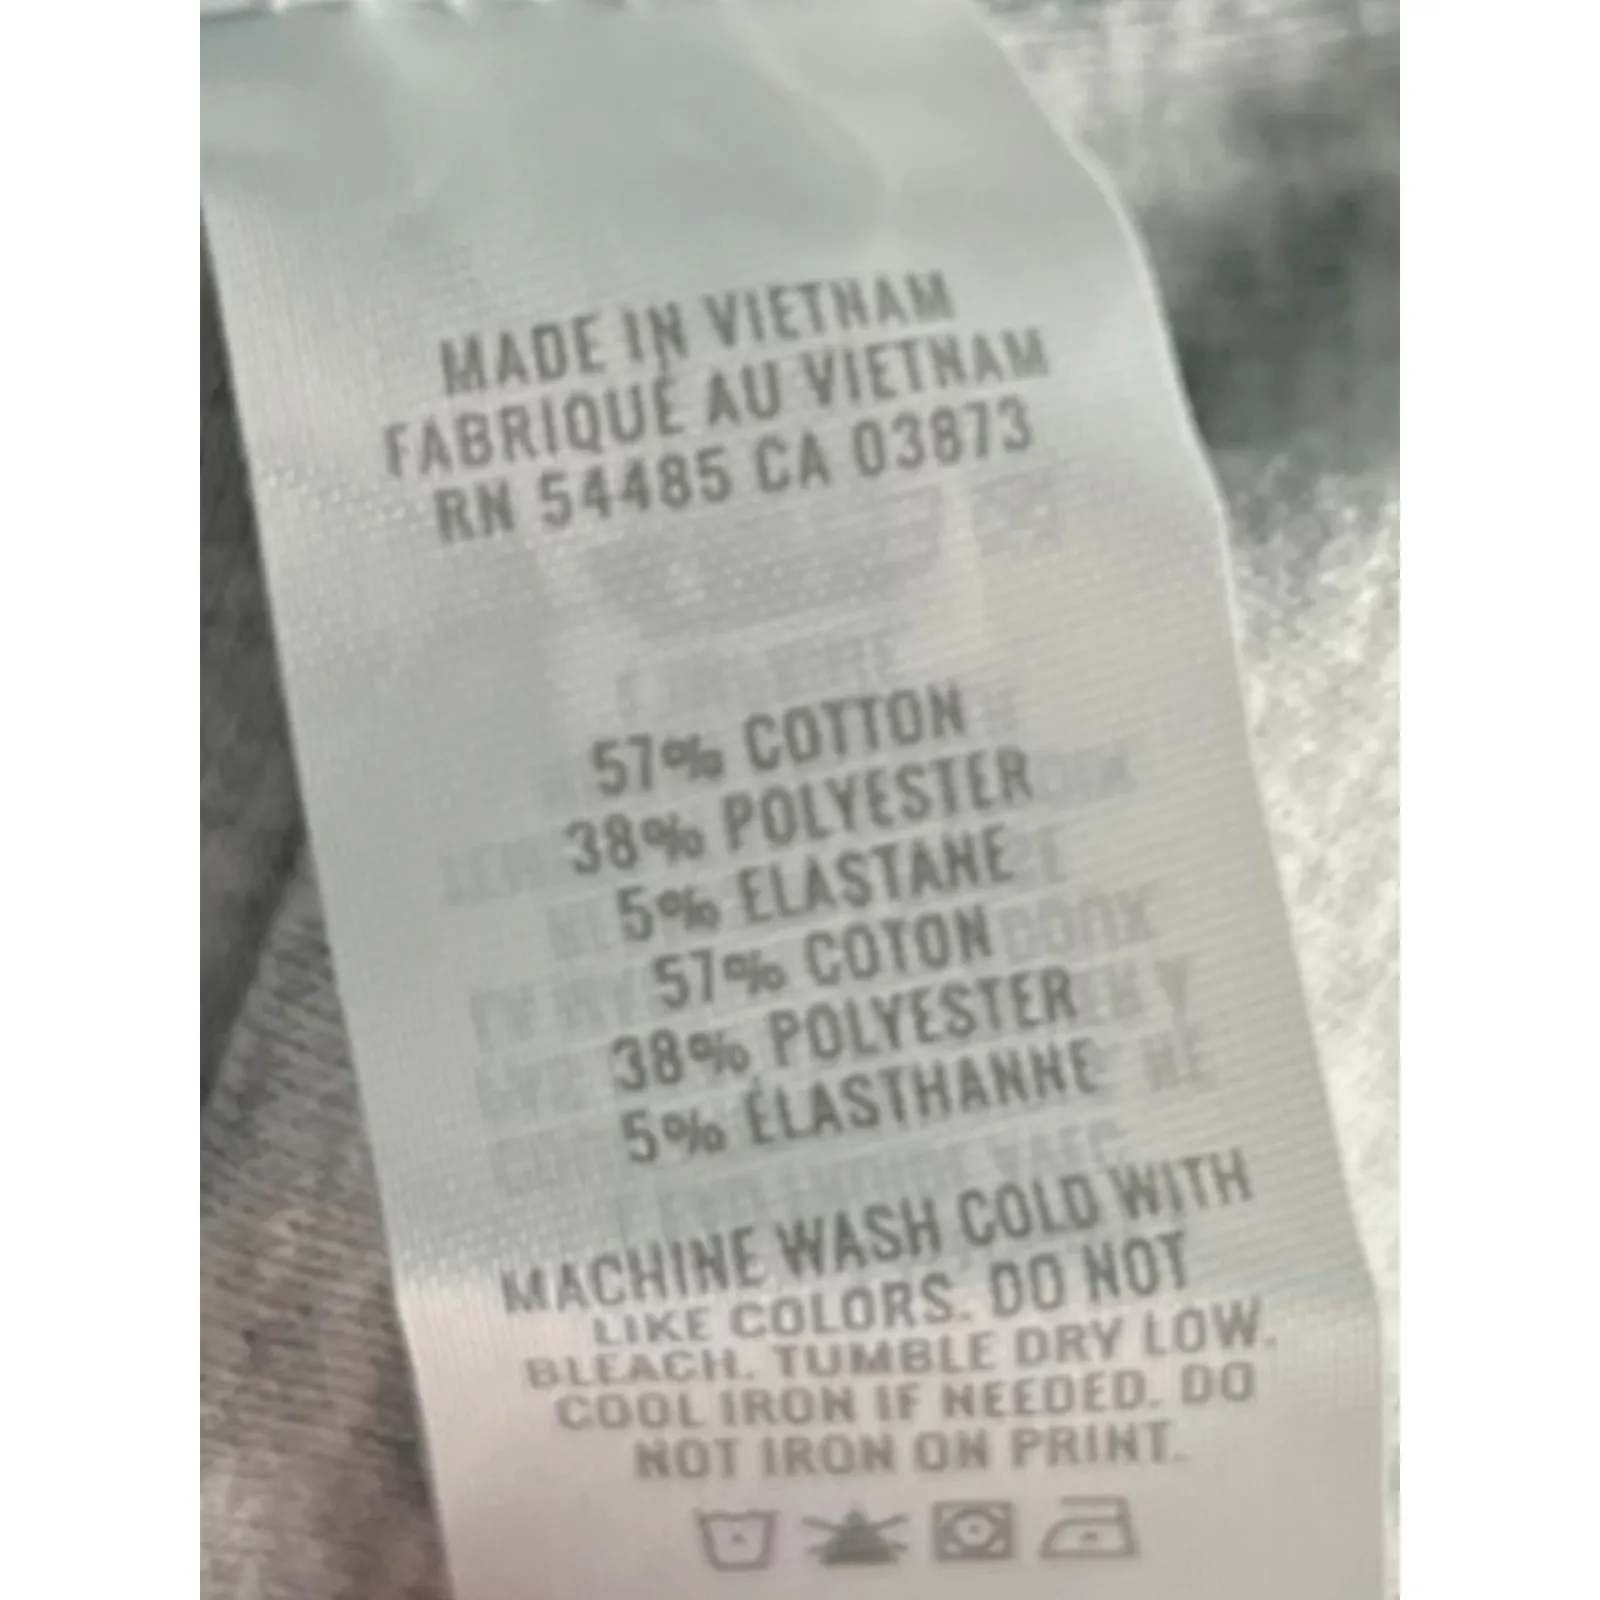 MADE IN VIETNAM
FABRIQUÉ AU VIETNAM
RN 54485 CA 03873
57% COTTON
38% POLYESTER
5% ELASTANE
57% COTON
38% POLYESTER
5% ÉLASTHANNE
MACHINE WASH COLD WITH
LIKE COLORS. DO NOT
BLEACH. TUMBLE DRY LOW.
COOL IRON IF NEEDED. DO
NOT IRON ON PRINT.